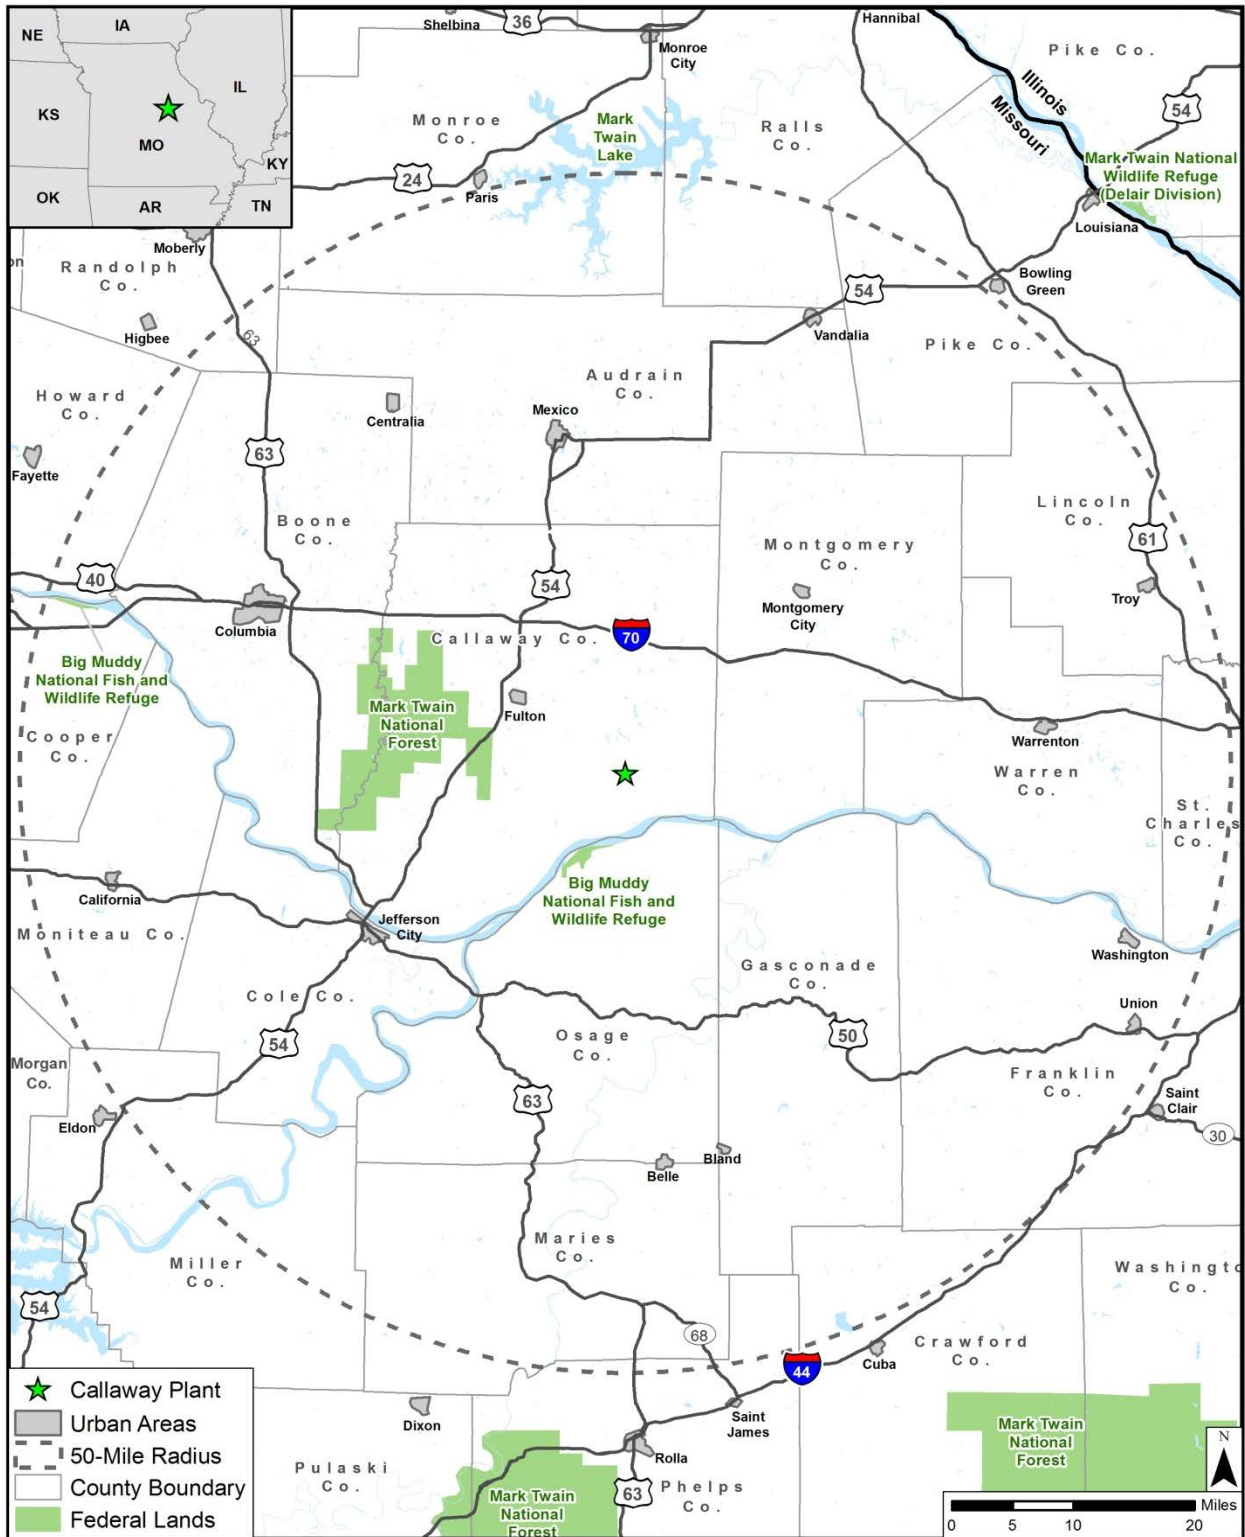 NE
IA
KS
IL
MO
KY
OK
AR
TN
Shelbina
36
Monroe
City
Hannibal
Pike Co.
Illinois
Missouri
54
Monroe
Co.
Mark
Twain
Lake
Ralls
Co.
Mark Twain National
Wildlife Refuge
(Delair Division)
24
Paris
Louisiana
Moberly
on
Randolph
Co.
Bowling
Green
54
Higbee
63
Vandalia
Pike Co.
Howard
Co.
Audrain
Co.
Centralia
Mexico
Fayette
63
Boone
Co.
Lincoln
Co.
Montgomery
Co.
61
40
54
Columbia
Montgomery
City
Troy
Callaway Co.
70
Big Muddy
National Fish and
Wildlife Refuge
Mark Twain
National
Forest
Fulton
Cooper
Co.
Warrenton
Warren
Co.
St.
Charles
Co.
California
Big Muddy
National Fish and
Wildlife Refuge
Jefferson
City
Moniteau Co.
Washington
Gasconade
Co.
Cole Co.
Union
54
Osage
Co.
50
Morgan
Co.
Franklin
Co.
63
Saint
Clair
Eldon
30
Bland
Belle
Maries
Co.
Miller
Co.
Washingto
Co.
54
68
Crawford
Co.
Cuba
44
Callaway Plant
Urban Areas
50-Mile Radius
County Boundary
Federal Lands
Dixon
Saint
James
Mark Twain
National
Forest
Rolla
Pulaski
Co.
Mark Twain
National
Forest
63
Phelps
Co.
N
Miles
0
5
10
20